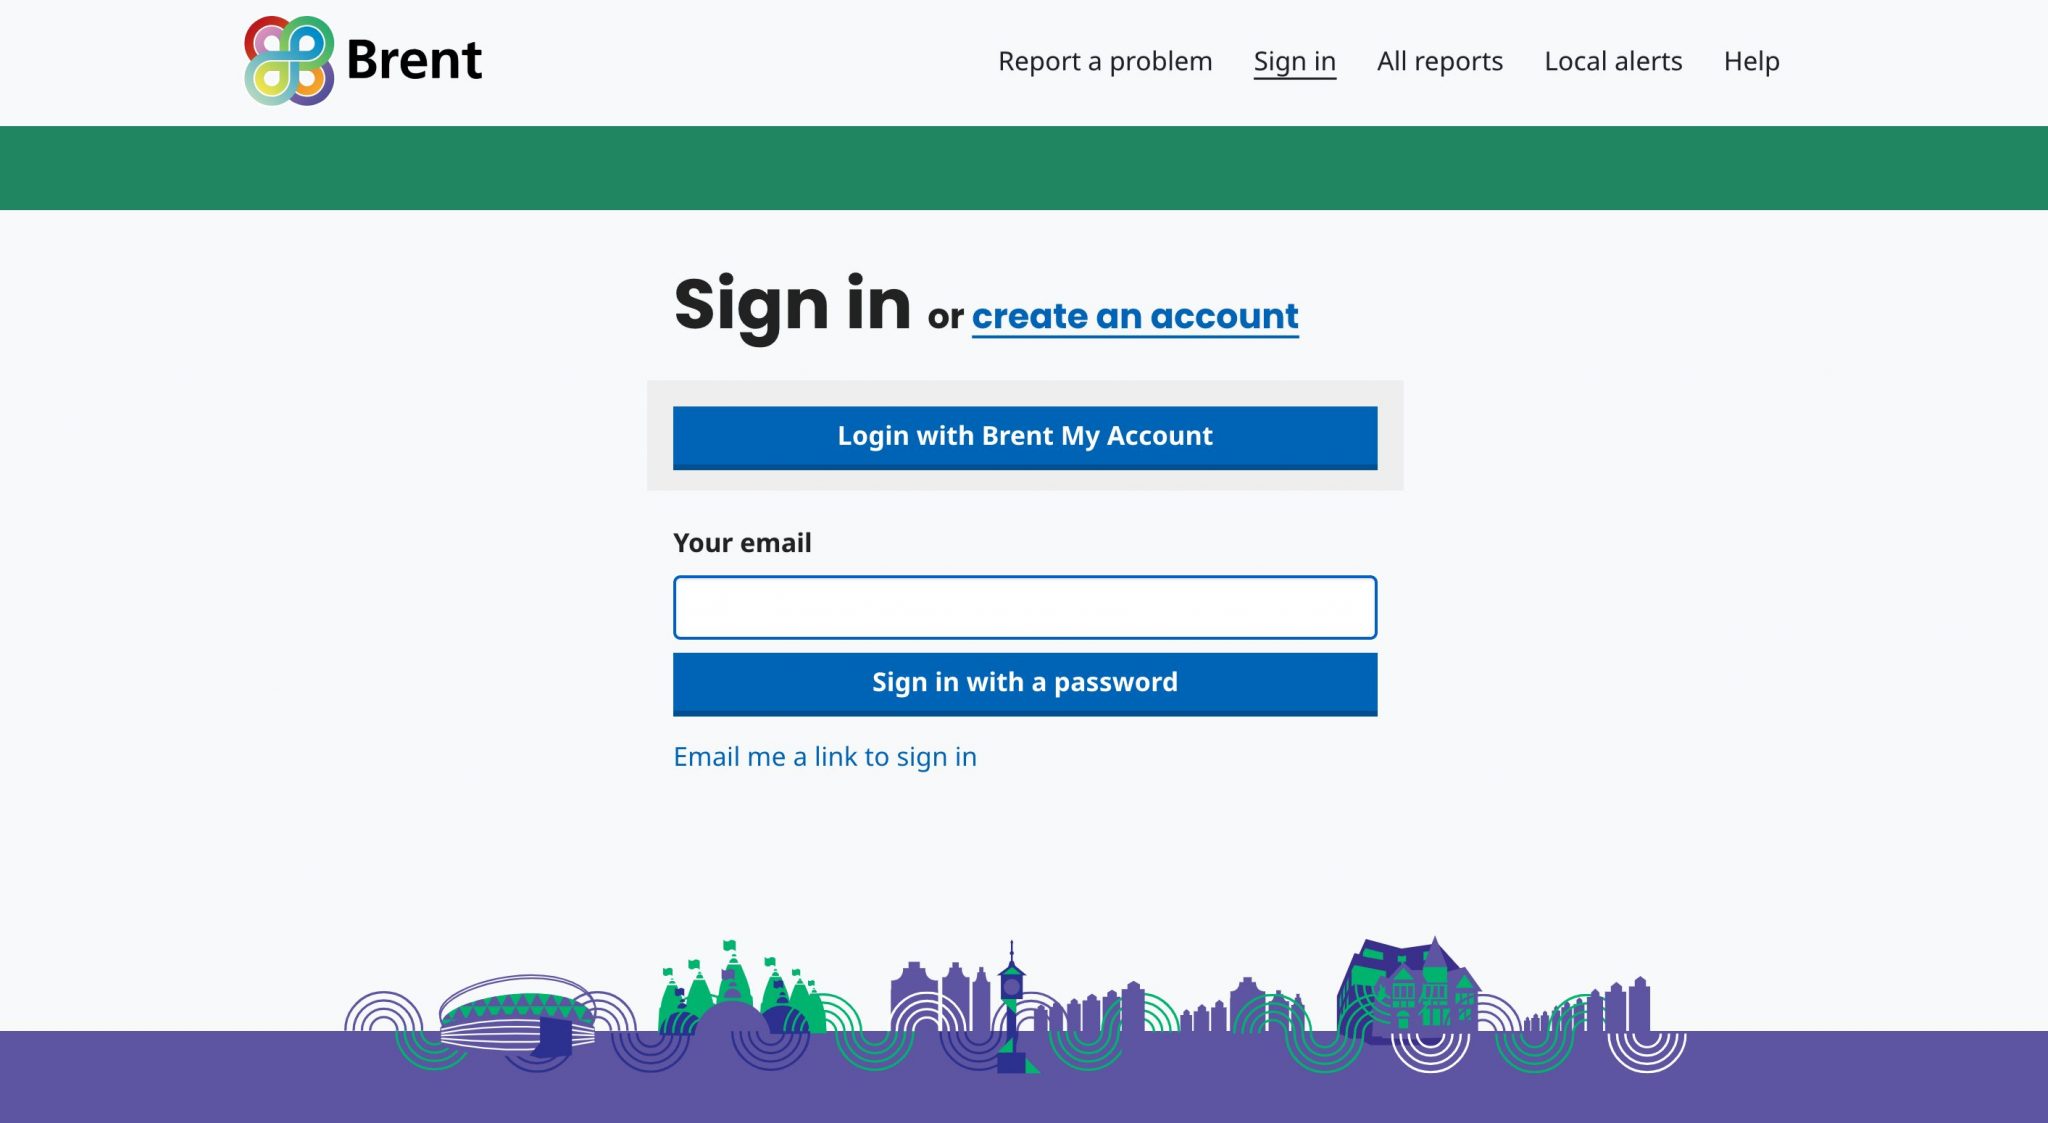 Brent
Report a problem
Sign in
All reports
Local alerts
Help
Sign in or create an account
Login with Brent My Account
Your email
Sign in with a password
Email me a link to sign in